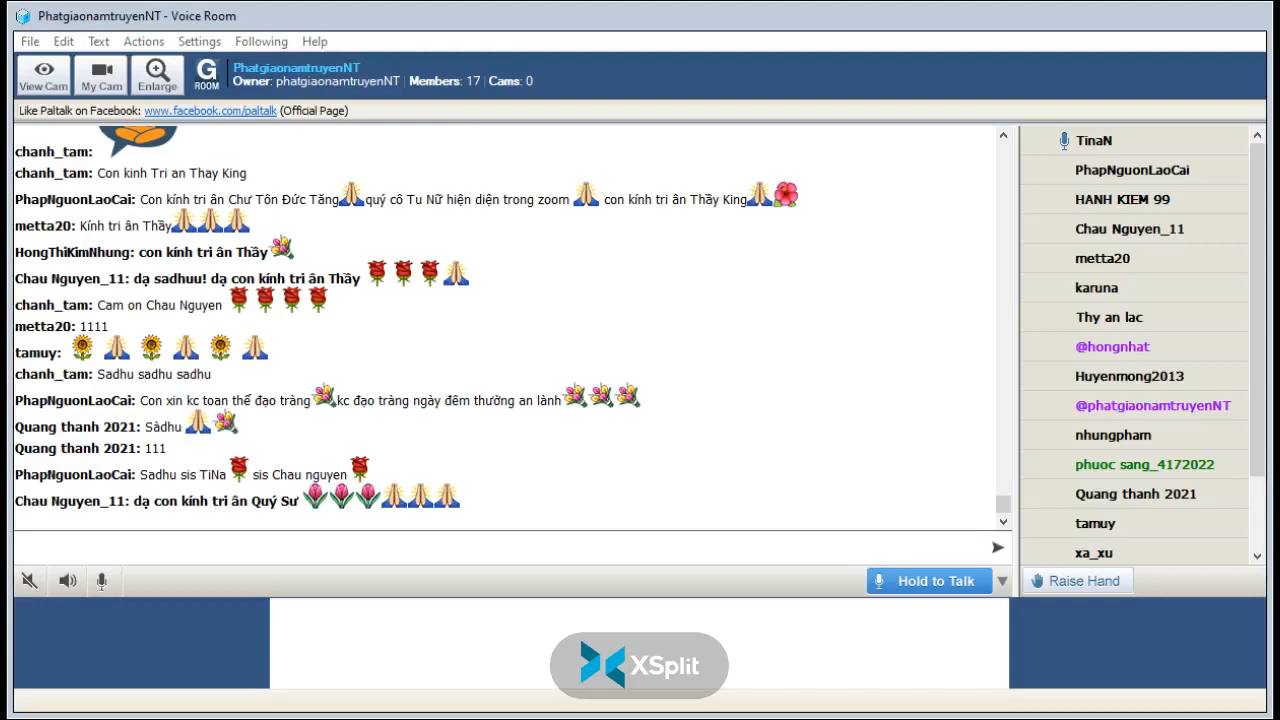 PhatgiaonamtruyenNT - Voice Room
File Edit Text Actions Settings Following Help
View Cam My Cam Enlarge G ROOM
PhatgiaonamtruyenNT
Owner: phatgiaonamtruyenNT | Members: 17 | Cams: 0
Like Paltalk on Facebook: www.facebook.com/paltalk (Official Page)
chanh_tam:
chanh_tam: Con kinh Tri an Thay King
PhapNguonLaoCai: Con kính tri ân Chư Tôn Đức Tăng quý cô Tu Nữ hiện diện trong zoom con kính tri ân Thầy King
metta20: Kính tri ân Thầy
HongThiKimNhung: con kính tri ân Thầy
Chau Nguyen_11: dạ sadhuu! dạ con kính tri ân Thầy
chanh_tam: Cam on Chau Nguyen
metta20: 1111
tamuy:
chanh_tam: Sadhu sadhu sadhu
PhapNguonLaoCai: Con xin kc toan thể đạo tràng kc đạo tràng ngày đêm thường an lành
Quang thanh 2021: Sàdhu
Quang thanh 2021: 111
PhapNguonLaoCai: Sadhu sis TiNa sis Chau nguyen
Chau Nguyen_11: dạ con kính tri ân Quý Sư
TinaN
PhapNguonLaoCai
HANH KIEM 99
Chau Nguyen_11
metta20
karuna
Thy an lac
@hongnhat
Huyenmong2013
@phatgiaonamtruyenNT
nhungpham
phuoc sang_4172022
Quang thanh 2021
tamuy
xa_xu
Hold to Talk
Raise Hand
XSplit